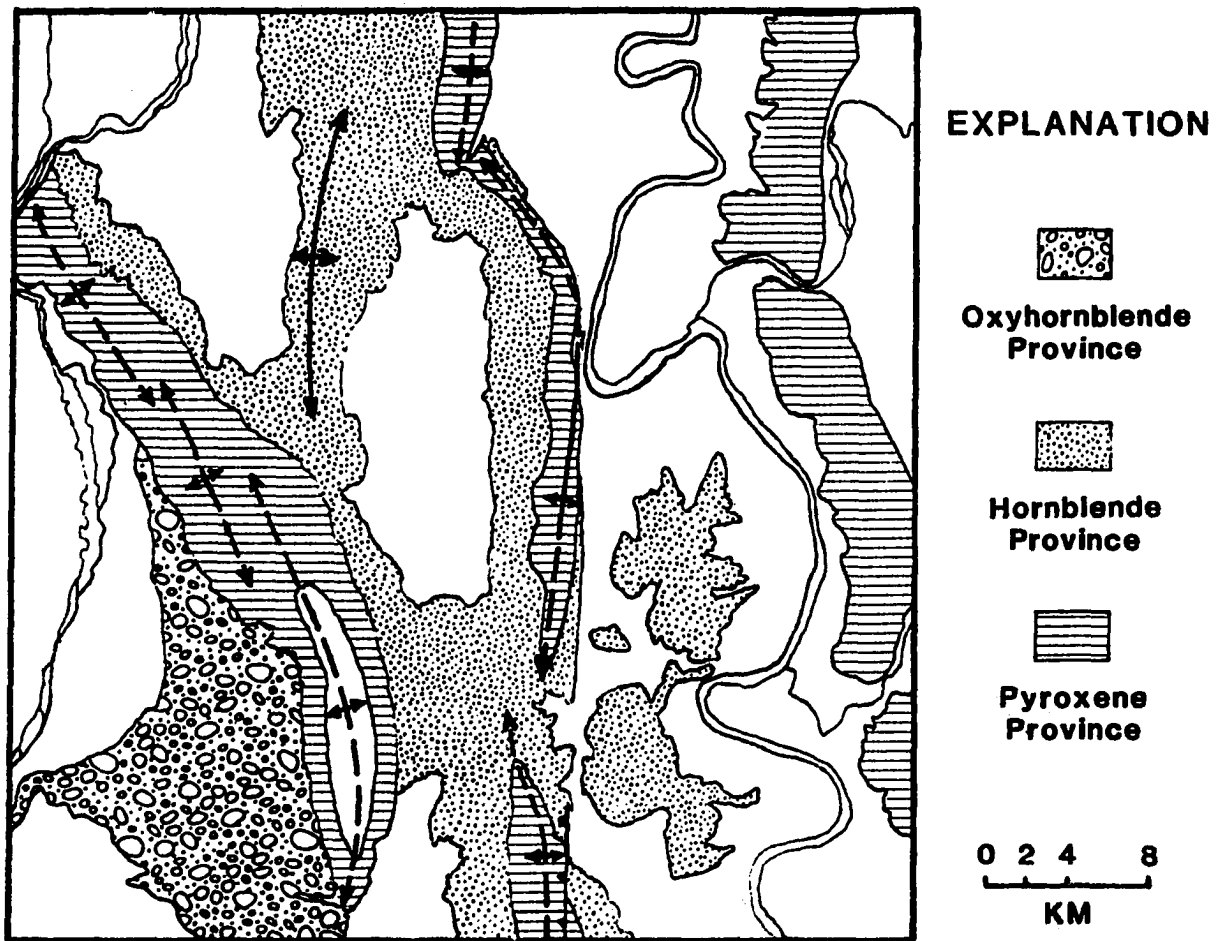 EXPLANATION
Oxyhornblende
Province
Hornblende
Province
Pyroxene
Province
0 2 4 8
KM